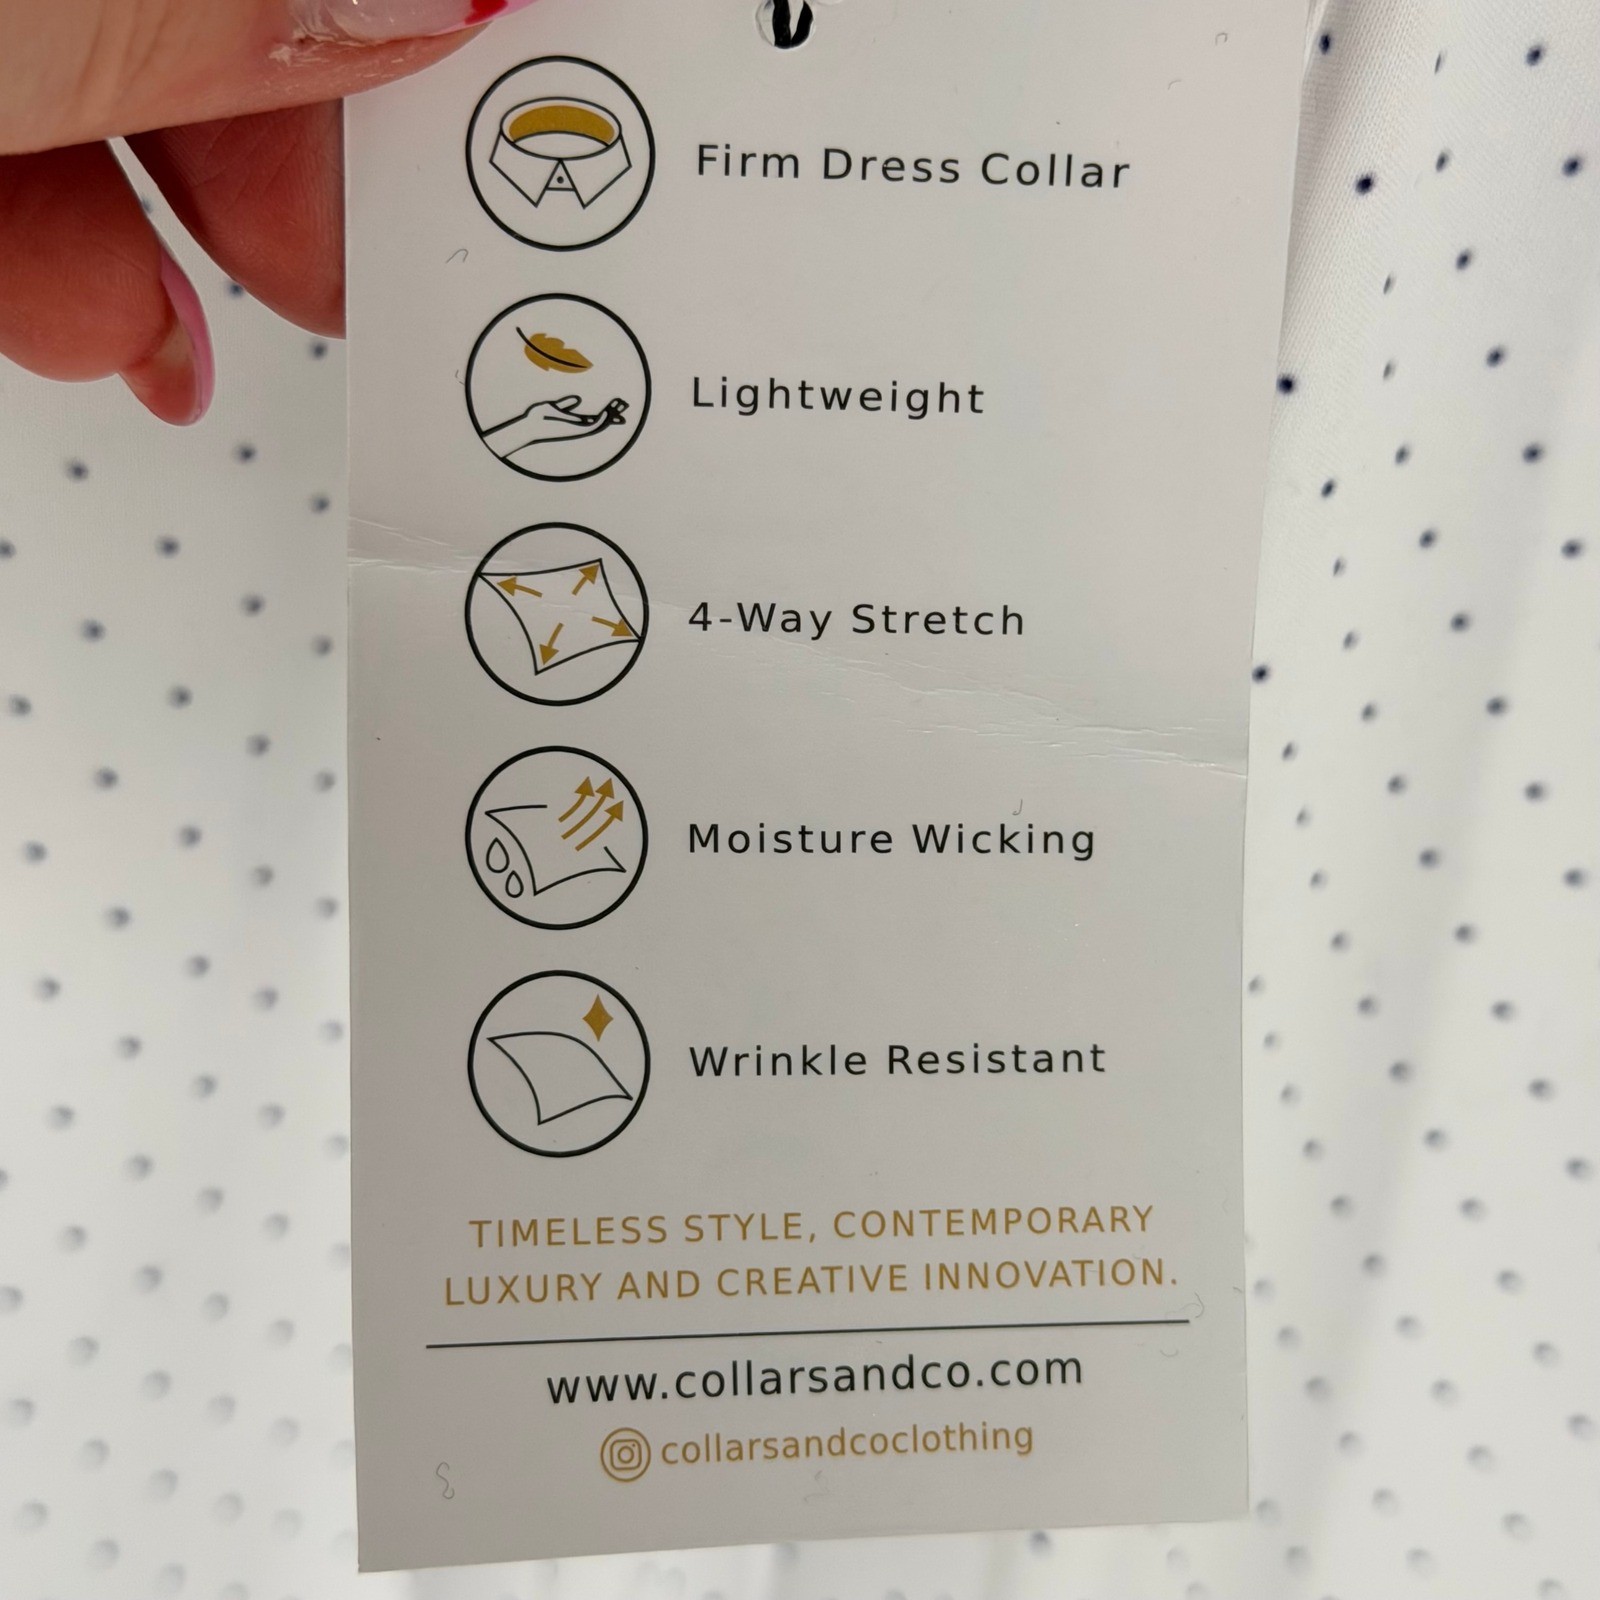 Firm Dress Collar
Lightweight
4-Way Stretch
Moisture Wicking
Wrinkle Resistant
TIMELESS STYLE, CONTEMPORARY
LUXURY AND CREATIVE INNOVATION.
www.collarsandco.com
collarsandcoclothing